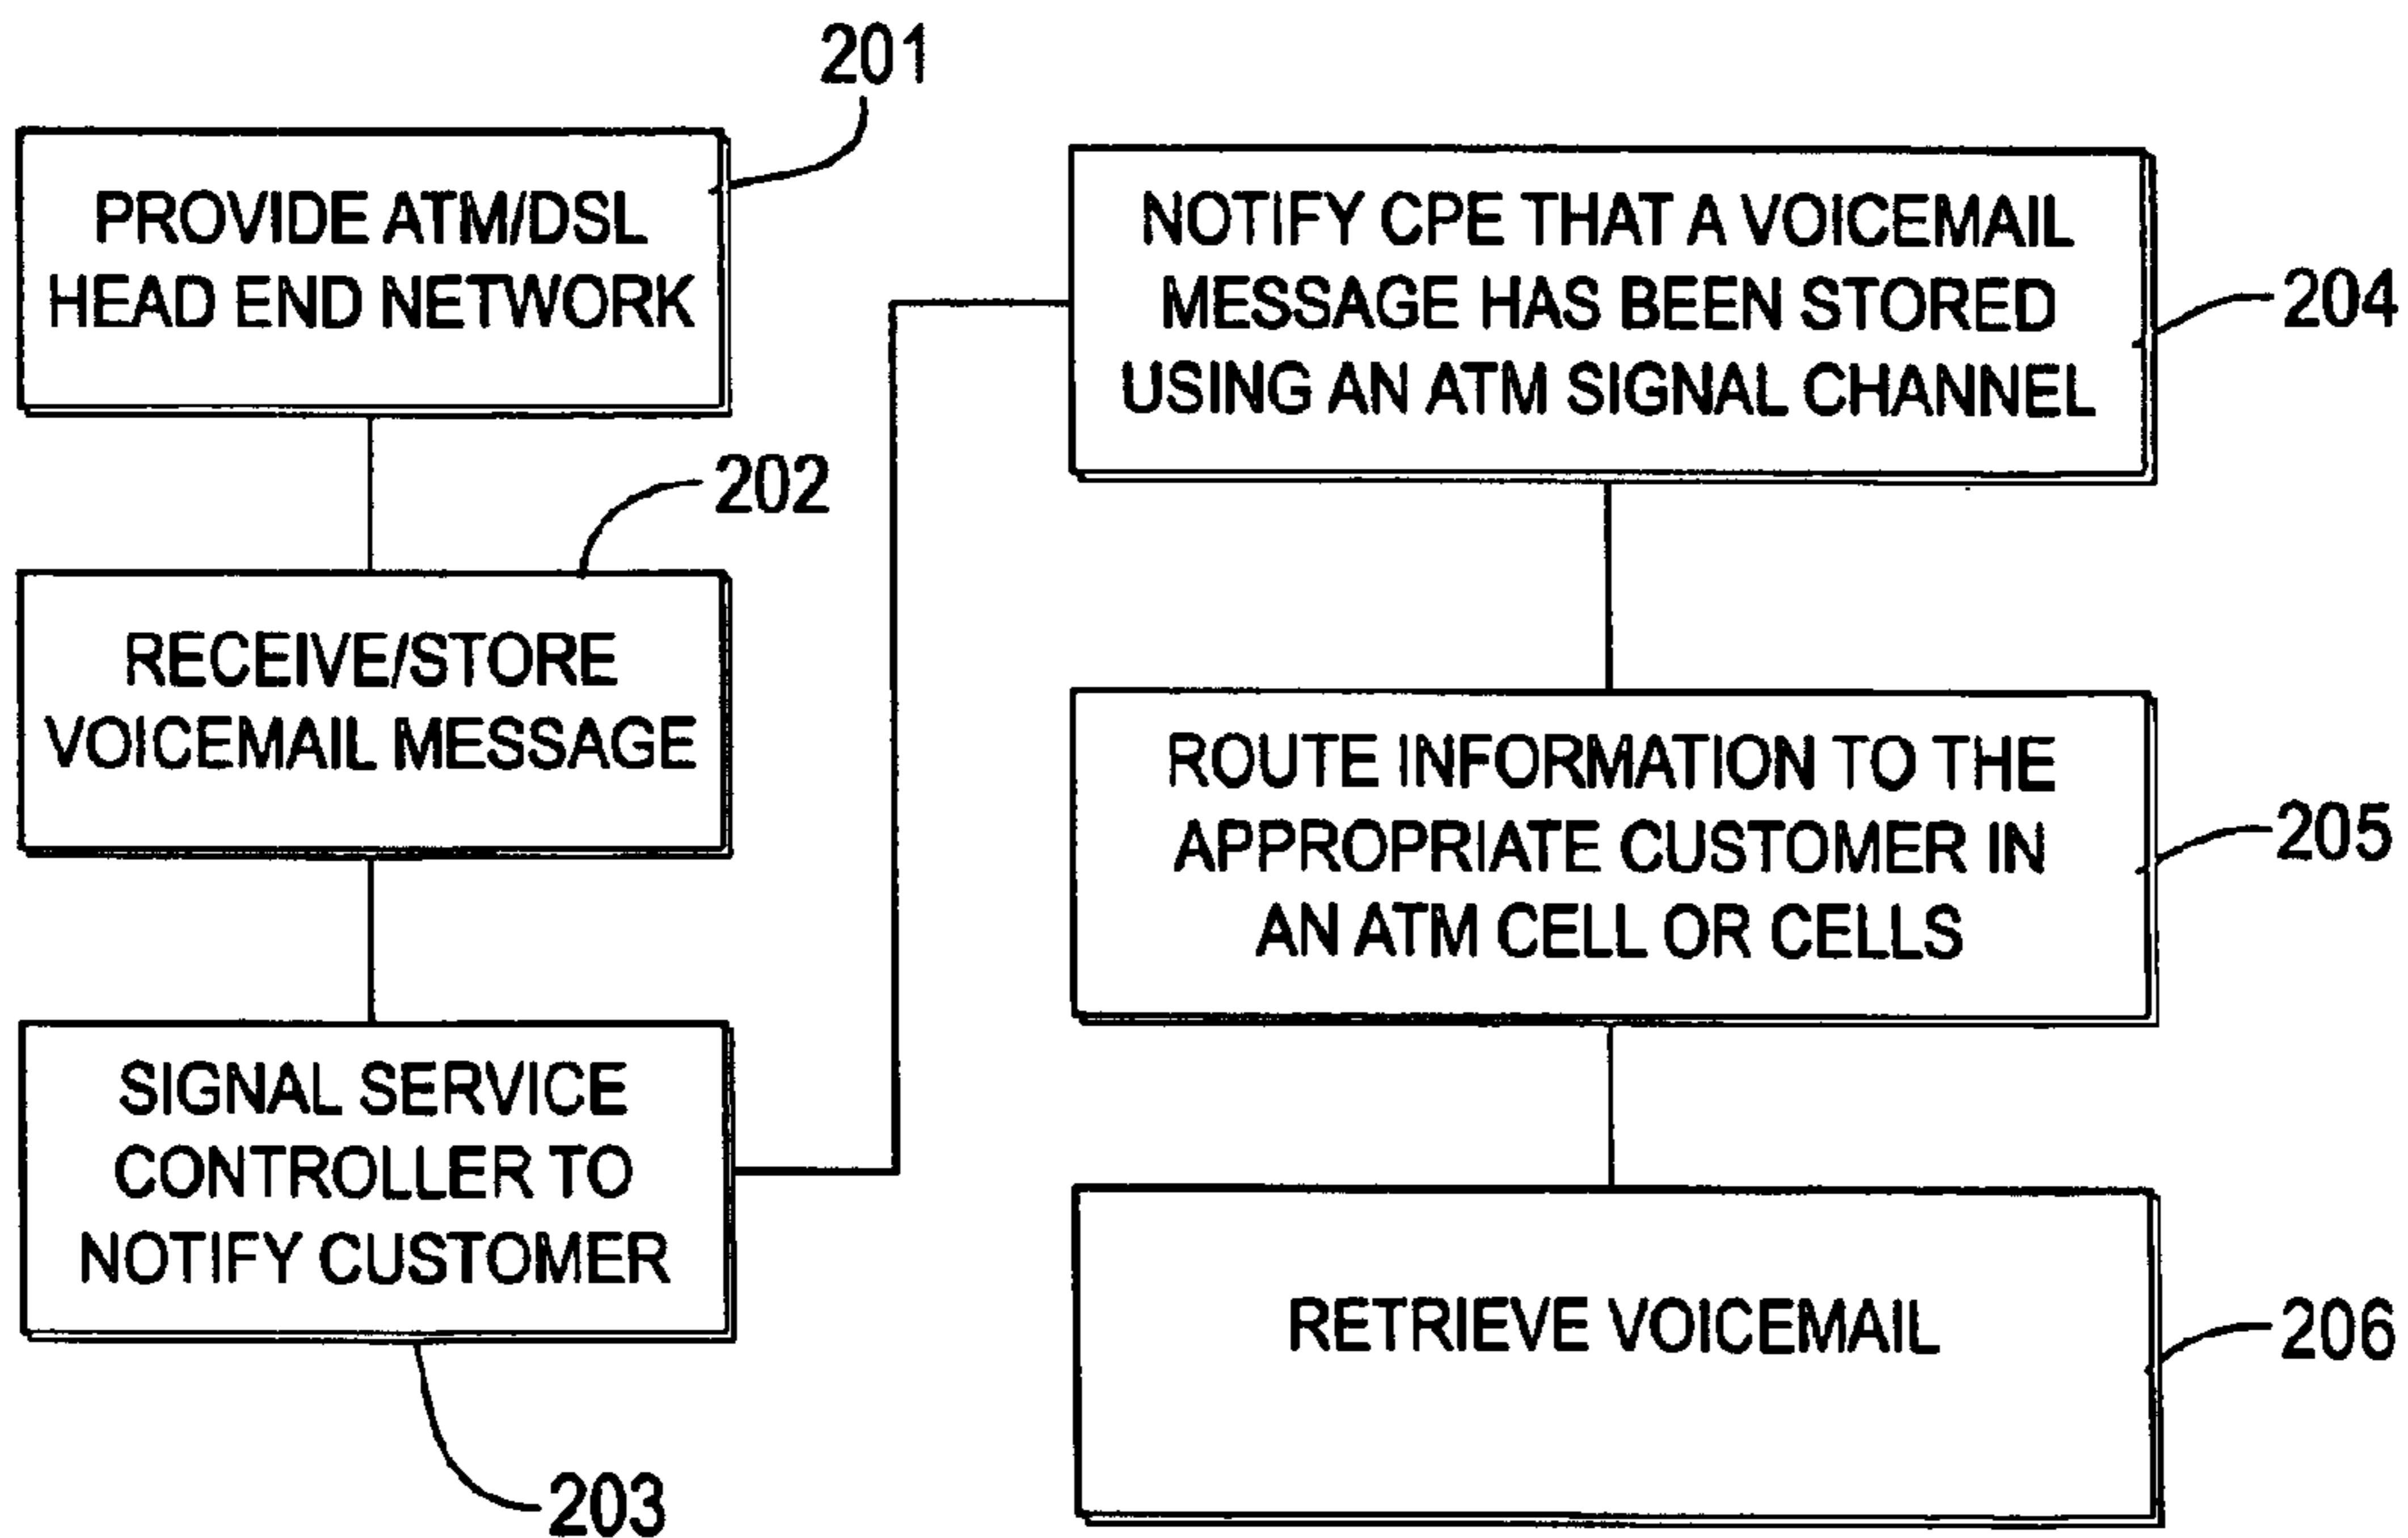 201
PROVIDE ATM/DSL
HEAD END NETWORK
202
RECEIVE/STORE
VOICEMAIL MESSAGE
SIGNAL SERVICE
CONTROLLER TO
NOTIFY CUSTOMER
203
NOTIFY CPE THAT A VOICEMAIL
MESSAGE HAS BEEN STORED
USING AN ATM SIGNAL CHANNEL
204
ROUTE INFORMATION TO THE
APPROPRIATE CUSTOMER IN
AN ATM CELL OR CELLS
205
RETRIEVE VOICEMAIL
206